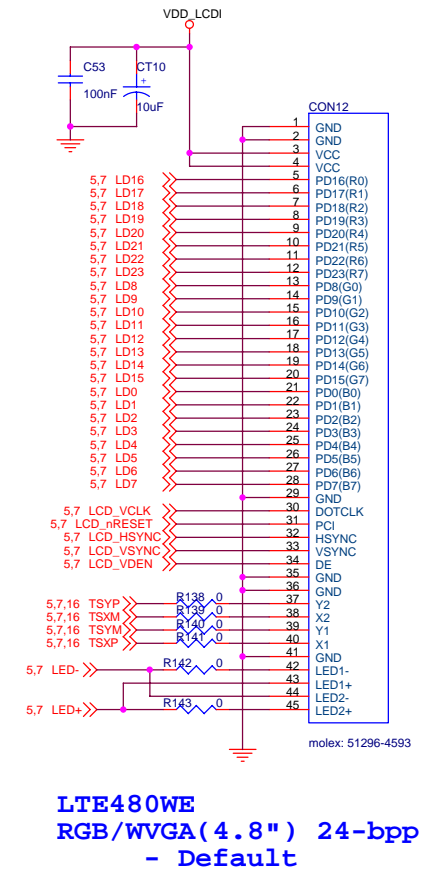 VDD_LCDI
C53
CT10
+
100nF
10uF
CON12
1 GND
2 GND
3 VCC
4 VCC
5,7 LD16 5 PD16(R0)
5,7 LD17 6 PD17(R1)
5,7 LD18 7 PD18(R2)
5,7 LD19 8 PD19(R3)
5,7 LD20 9 PD20(R4)
5,7 LD21 10 PD21(R5)
5,7 LD22 11 PD22(R6)
5,7 LD23 12 PD23(R7)
5,7 LD8 13 PD8(G0)
5,7 LD9 14 PD9(G1)
5,7 LD10 15 PD10(G2)
5,7 LD11 16 PD11(G3)
5,7 LD12 17 PD12(G4)
5,7 LD13 18 PD13(G5)
5,7 LD14 19 PD14(G6)
5,7 LD15 20 PD15(G7)
5,7 LD0 21 PD0(B0)
5,7 LD1 22 PD1(B1)
5,7 LD2 23 PD2(B2)
5,7 LD3 24 PD3(B3)
5,7 LD4 25 PD4(B4)
5,7 LD5 26 PD5(B5)
5,7 LD6 27 PD6(B6)
5,7 LD7 28 PD7(B7)
29 GND
5,7 LCD_VCLK 30 DOTCLK
5,7 LCD_nRESET 31 PCI
5,7 LCD_HSYNC 32 HSYNC
5,7 LCD_VSYNC 33 VSYNC
5,7 LCD_VDEN 34 DE
35 GND
36 GND
5,7,16 TSYP R138 0 37 Y2
5,7,16 TSXM R139 0 38 X2
5,7,16 TSYM R140 0 39 Y1
5,7,16 TSXP R141 0 40 X1
41 GND
5,7 LED- R142 0 42 LED1-
43 LED1+
44 LED2-
5,7 LED+ R143 0 45 LED2+
molex: 51296-4593
LTE480WE
RGB/WVGA(4.8") 24-bpp
- Default